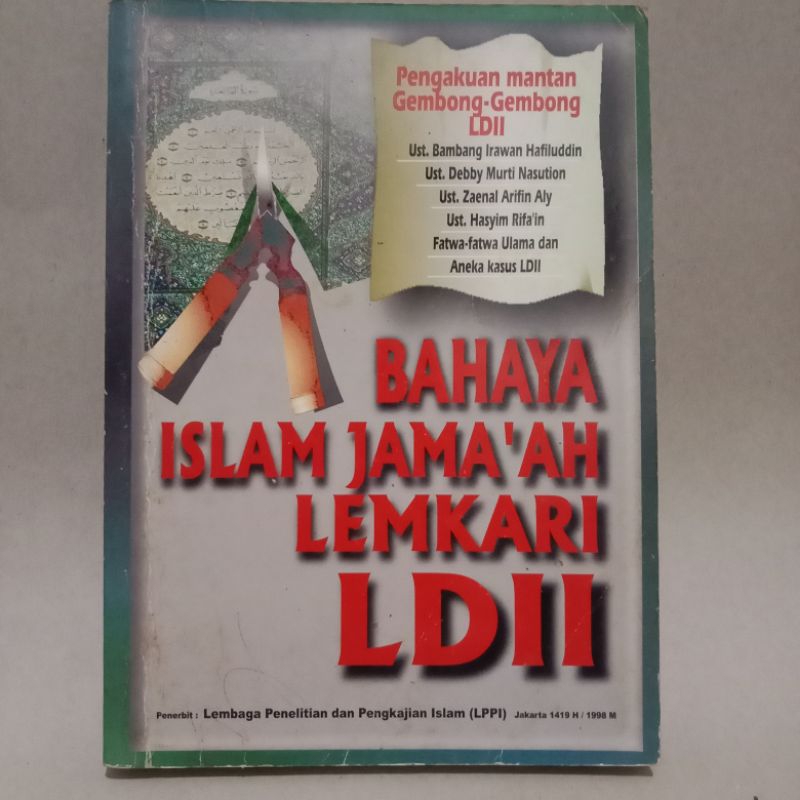 Pengakuan mantan
Gembong-Gembong
LDII
Ust. Bambang Irawan Hafiluddin
Ust. Debby Murti Nasution
Ust. Zaenal Arifin Aly
Ust. Hasyim Rifa'in
Fatwa-fatwa Ulama dan
Aneka kasus LDII
BAHAYA
ISLAM JAMA'AH
LEMKARI
LDII
Penerbit : Lembaga Penelitian dan Pengkajian Islam (LPPI) Jakarta 1419 H / 1998 M